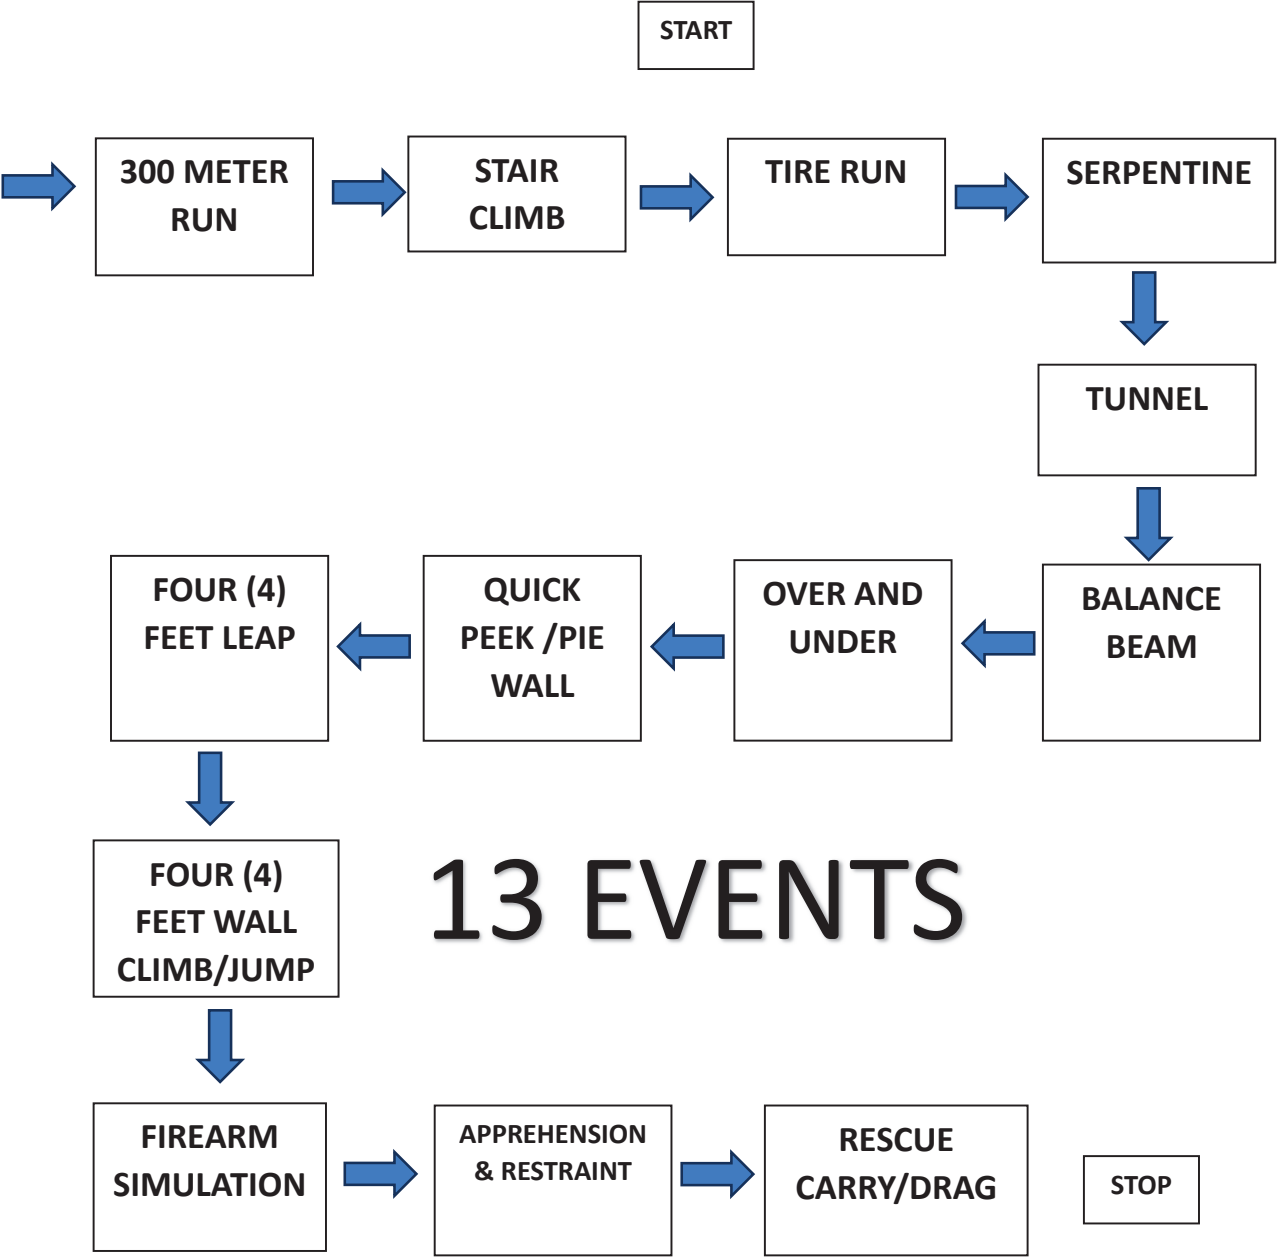 START
300 METER
RUN
STAIR
CLIMB
TIRE RUN
SERPENTINE
TUNNEL
BALANCE
BEAM
OVER AND
UNDER
QUICK
PEEK /PIE
WALL
FOUR (4)
FEET LEAP
FOUR (4)
FEET WALL
CLIMB/JUMP
13 EVENTS
FIREARM
SIMULATION
APPREHENSION
& RESTRAINT
RESCUE
CARRY/DRAG
STOP